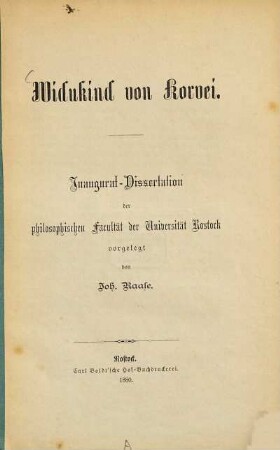 Widukind von Korvei.
Inaugural-Dissertation
der
philosophischen Facultät der Universität Rostock
vorgelegt
von
Joh. Raase.
Rostock.
Carl Boldt'sche Hof-Buchdruckerei.
1880.
A